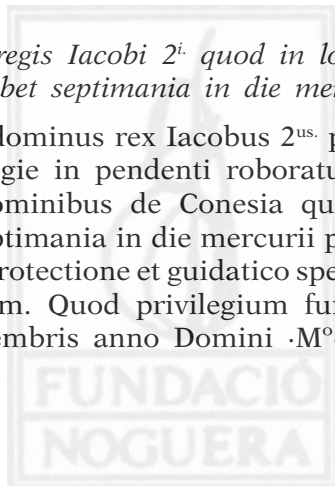 regis Iacobi 2i. quod in lo
bet septimania in die mer
dominus rex Iacobus 2us. p
gie in pendenti roboratu
ominibus de Conesia qu
ptimania in die mercurii p
rotectione et guidatico spe
m. Quod privilegium fu
embris anno Domini ·Mº
FUNDACIÓ
NOGUERA